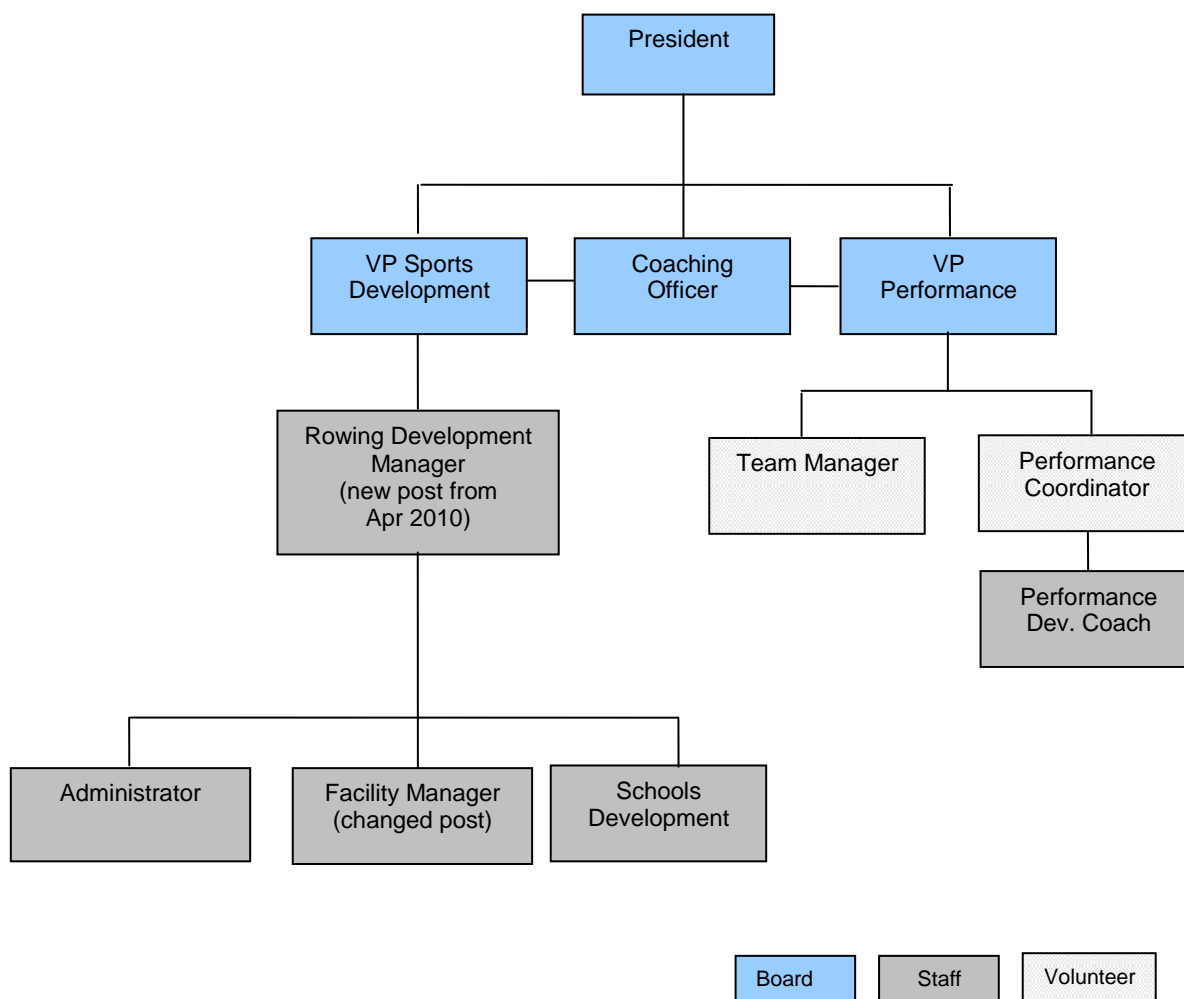 President
VP Sports
Development
Coaching
Officer
VP
Performance
Rowing Development
Manager
(new post from
Apr 2010)
Team Manager
Performance
Coordinator
Performance
Dev. Coach
Administrator
Facility Manager
(changed post)
Schools
Development
Board
Staff
Volunteer